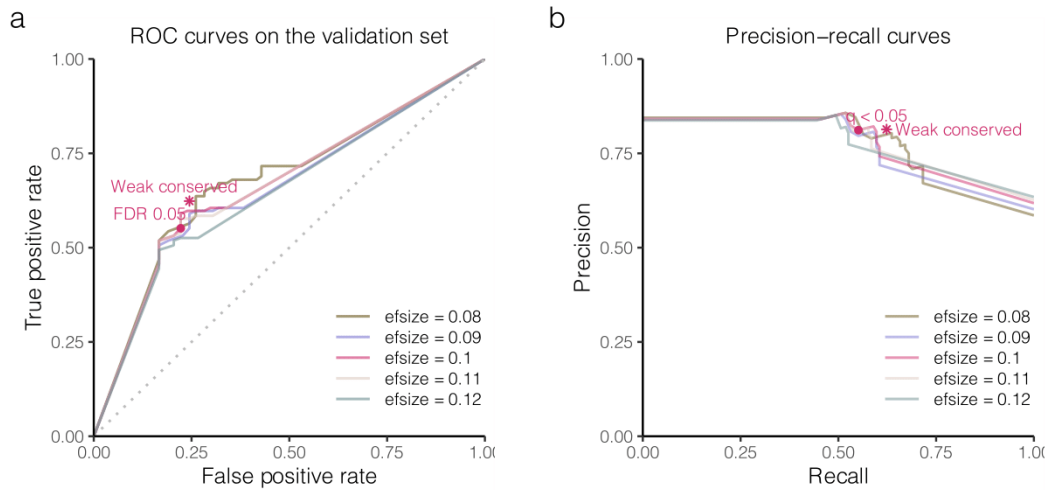 a
ROC curves on the validation set
1.00
0.75
0.50
0.25
0.00
True positive rate
Weak conserved
FDR 0.05
efsize = 0.08
efsize = 0.09
efsize = 0.1
efsize = 0.11
efsize = 0.12
0.00 0.25 0.50 0.75 1.00
False positive rate
b
Precision–recall curves
1.00
0.75
0.50
0.25
0.00
Precision
q < 0.05
Weak conserved
efsize = 0.08
efsize = 0.09
efsize = 0.1
efsize = 0.11
efsize = 0.12
0.00 0.25 0.50 0.75 1.00
Recall